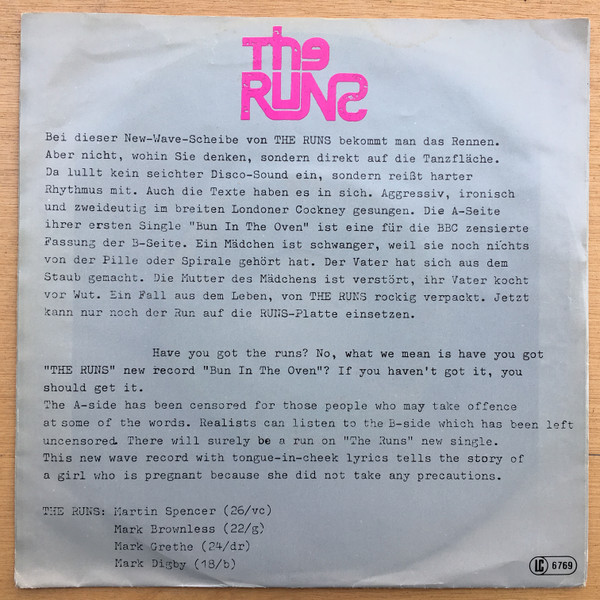 The
RUNS
Bei dieser New-Wave-Scheibe von THE RUNS bekommt man das Rennen.
Aber nicht, wohin Sie denken, sondern direkt auf die Tanzfläche.
Da lullt kein seichter Disco-Sound ein, sondern reißt harter
Rhythmus mit. Auch die Texte haben es in sich. Aggressiv, ironisch
und zweideutig im breiten Londoner Cockney gesungen. Die A-Seite
ihrer ersten Single "Bun In The Oven" ist eine für die BBC zensierte
Fassung der B-Seite. Ein Mädchen ist schwanger, weil sie noch nichts
von der Pille oder Spirale gehört hat. Der Vater hat sich aus dem
Staub gemacht. Die Mutter des Mädchens ist verstört, ihr Vater kocht
vor Wut. Ein Fall aus dem Leben, von THE RUNS rockig verpackt. Jetzt
kann nur noch der Run auf die RUNS-Platte einsetzen.
Have you got the runs? No, what we mean is have you got
"THE RUNS" new record "Bun In The Oven"? If you haven't got it, you
should get it.
The A-side has been censored for those people who may take offence
at some of the words. Realists can listen to the B-side which has been left
uncensored. There will surely be a run on "The Runs" new single.
This new wave record with tongue-in-cheek lyrics tells the story of
a girl who is pregnant because she did not take any precautions.
THE RUNS: Martin Spencer (26/vc)
Mark Brownless (22/g)
Mark Grethe (24/dr)
Mark Digby (18/b)
LC 6769